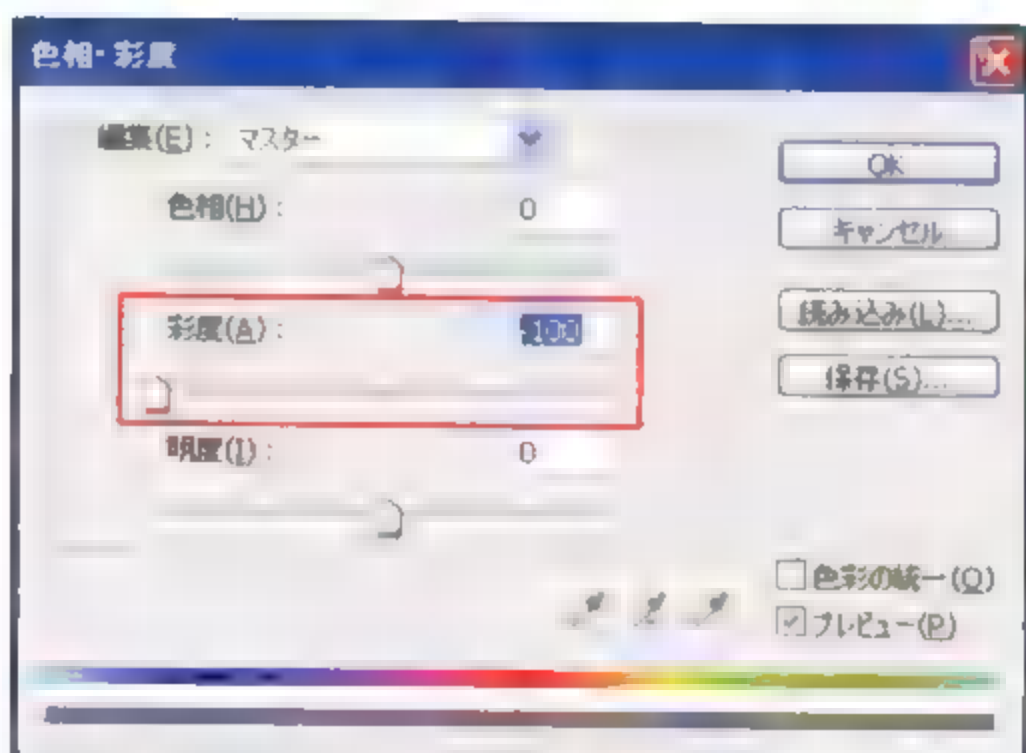 色相・彩度
編集(E): マスター
色相(H): 0
彩度(A): -100
明度(I): 0
OK
キャンセル
読み込み(L)...
保存(S)...
色彩の統一(O)
プレビュー(P)